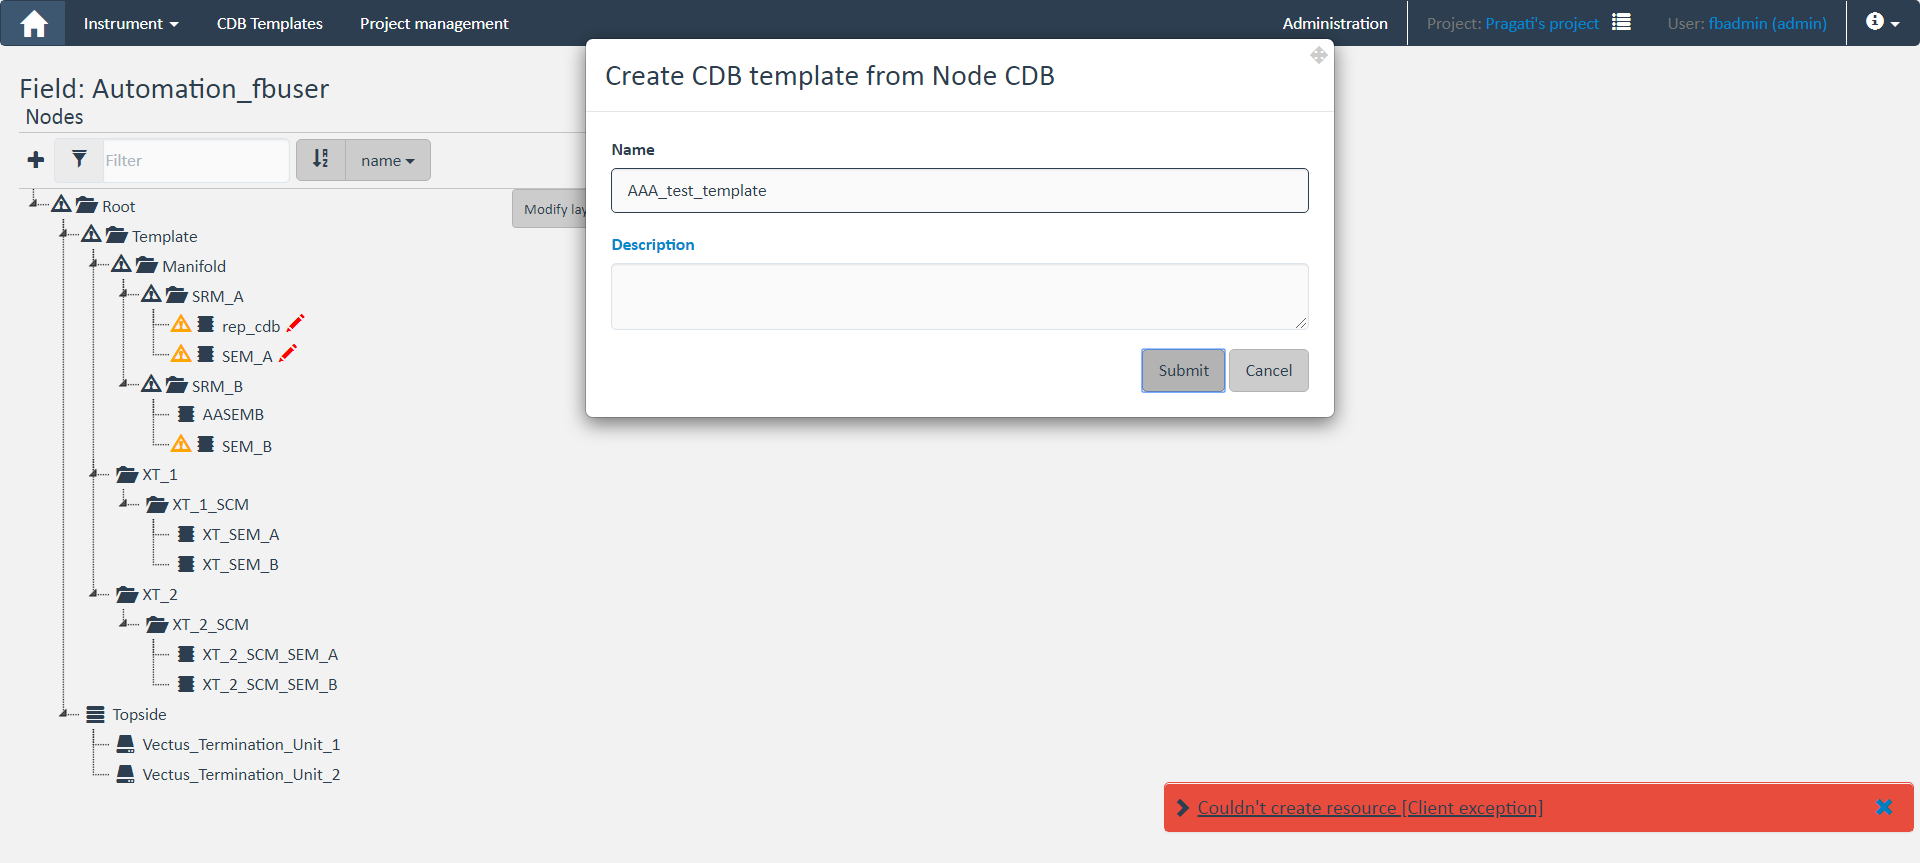 Instrument CDB Templates Project management Administration Project: Pragati's project User: fbadmin (admin)
Field: Automation_fbuser
Nodes
Filter name
Modify lay
Root
Template
Manifold
SRM_A
rep_cdb
SEM_A
SRM_B
AASEMB
SEM_B
XT_1
XT_1_SCM
XT_SEM_A
XT_SEM_B
XT_2
XT_2_SCM
XT_2_SCM_SEM_A
XT_2_SCM_SEM_B
Topside
Vectus_Termination_Unit_1
Vectus_Termination_Unit_2
Create CDB template from Node CDB
Name
AAA_test_template
Description
Submit Cancel
Couldn't create resource [Client exception]